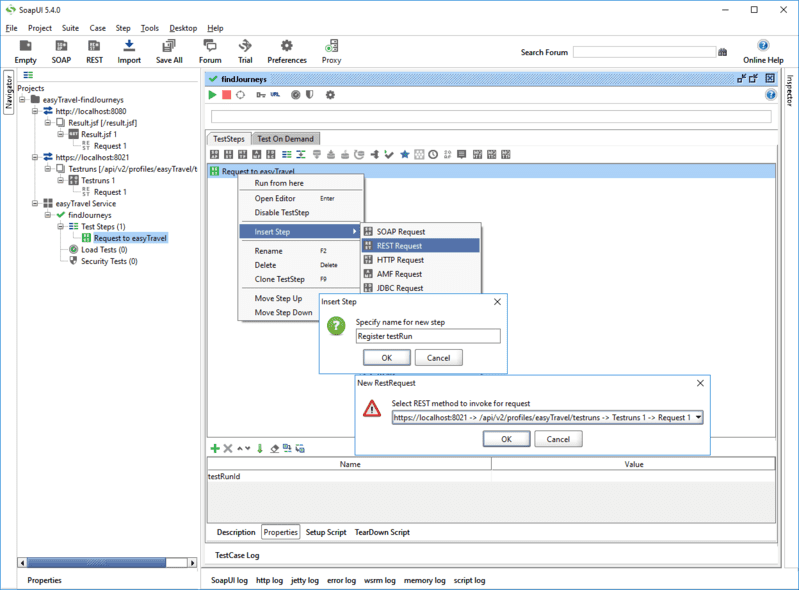 SoapUI 5.4.0
File Project Suite Case Step Tools Desktop Help
Empty SOAP REST Import Save All Forum Trial Preferences Proxy
Search Forum
Online Help
Navigator
Inspector
Projects
easyTravel-findJourneys
http://localhost:8080
Result.jsf [/result.jsf]
Result.jsf 1
Request 1
https://localhost:8021
Testruns [/api/v2/profiles/easyTravel/t
Testruns 1
Request 1
easyTravel Service
findJourneys
Test Steps (1)
Request to easyTravel
Load Tests (0)
Security Tests (0)
Properties
findJourneys
URL
TestSteps Test On Demand
Request to easyTravel
Run from here
Open Editor Enter
Disable TestStep
Insert Step
Rename F2
Delete Delete
Clone TestStep F9
Move Step Up
Move Step Down
SOAP Request
REST Request
HTTP Request
AMF Request
JDBC Request
Insert Step
Specify name for new step
Register testRun
OK Cancel
New RestRequest
Select REST method to invoke for request
https://localhost:8021 -> /api/v2/profiles/easyTravel/testruns -> Testruns 1 -> Request 1
OK Cancel
Name Value
testRunId
Description Properties Setup Script TearDown Script
TestCase Log
SoapUI log http log jetty log error log wsrm log memory log script log